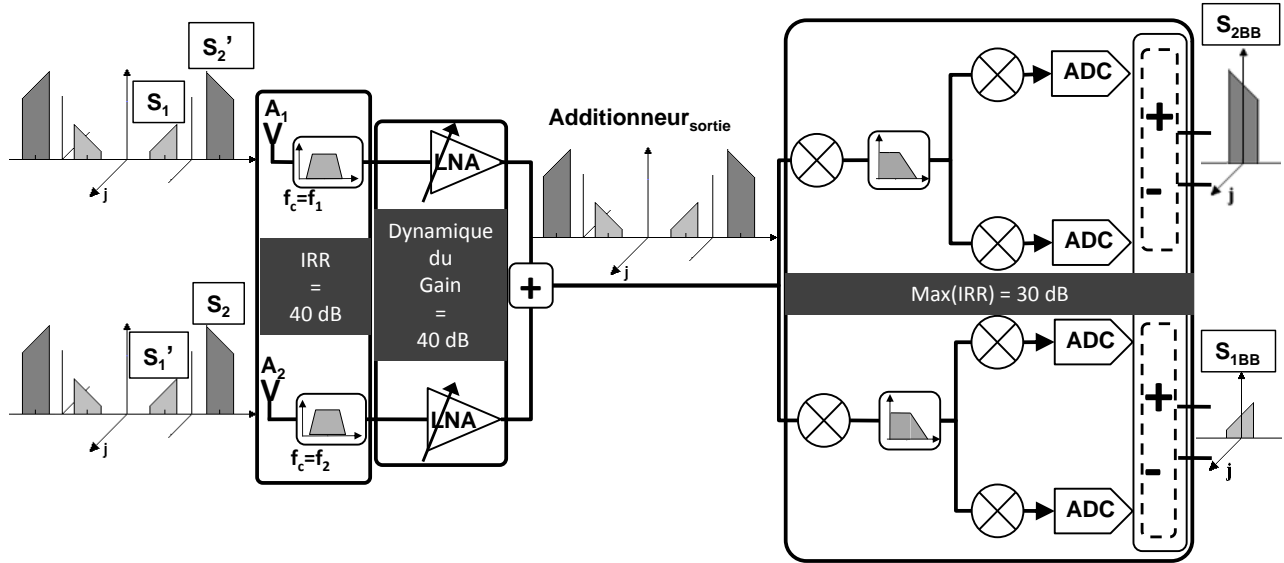 S2'
S1
j
A1
fc=f1
LNA
IRR
=
40 dB
Dynamique
du
Gain
=
40 dB
S2
S1'
j
A2
fc=f2
LNA
+
Additionneursortie
j
ADC
ADC
+
-
S2BB
j
Max(IRR) = 30 dB
ADC
ADC
+
-
S1BB
j